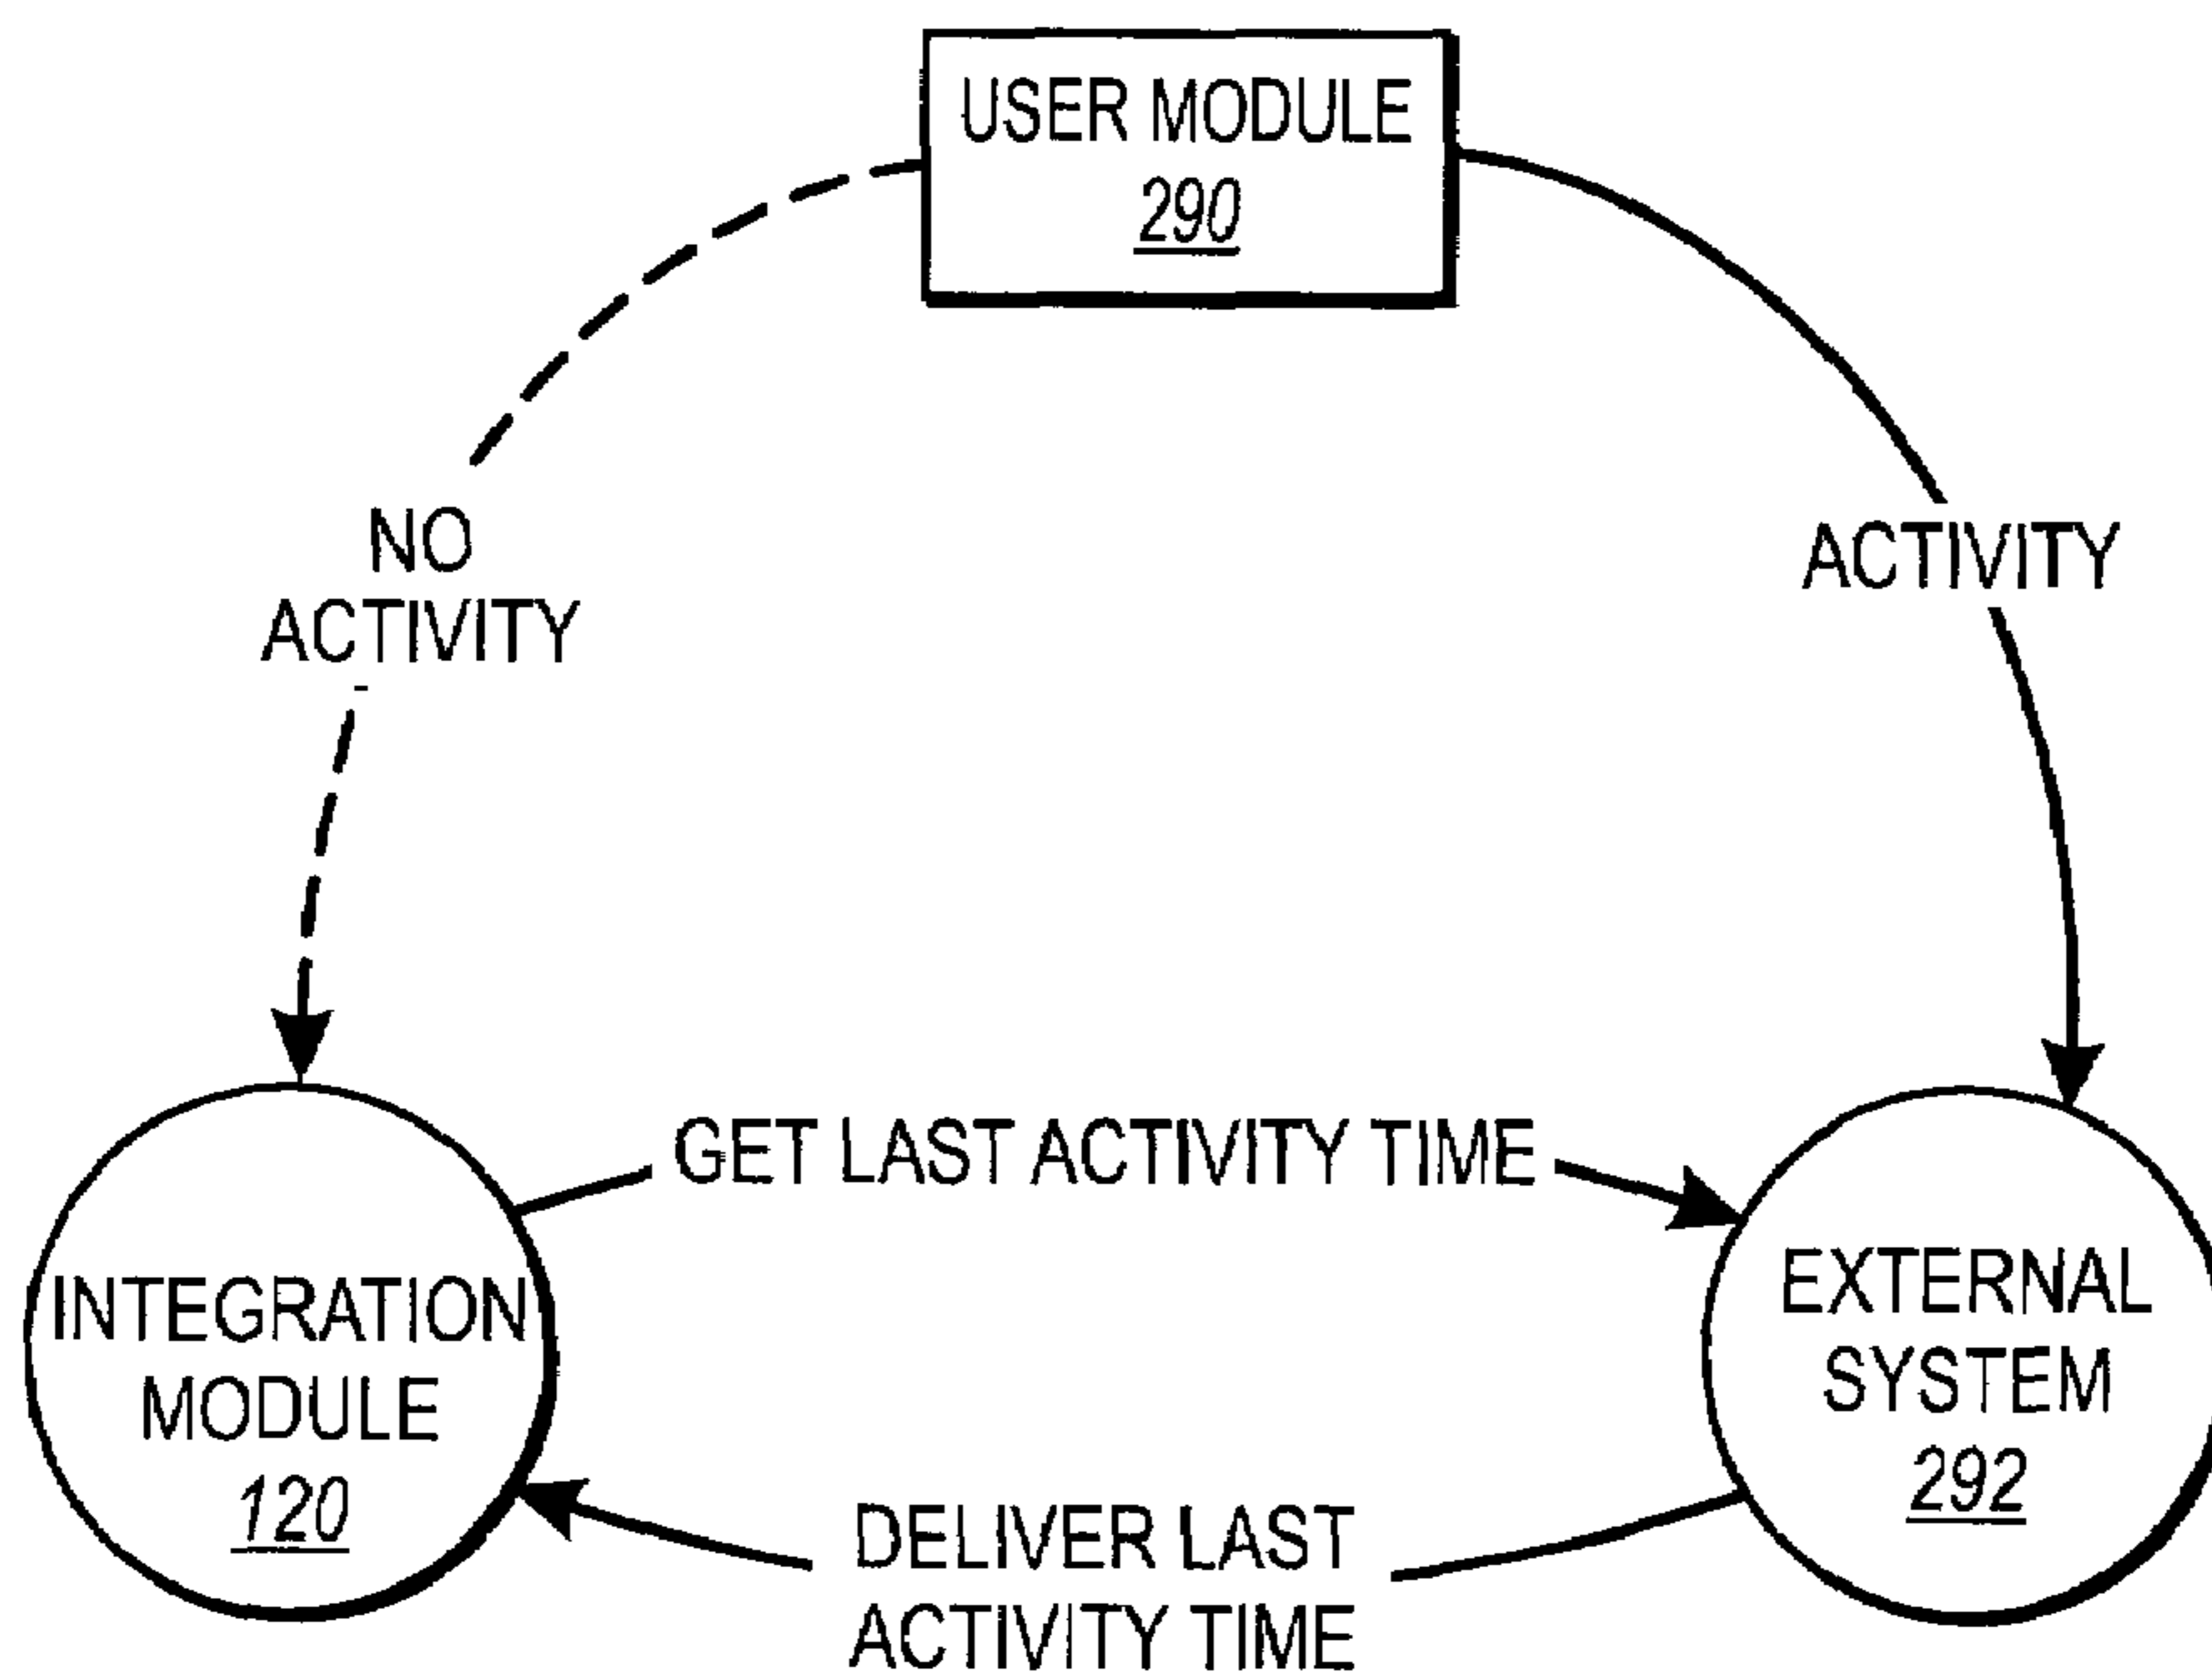 USER MODULE
290
NO
ACTIVITY
ACTIVITY
GET LAST ACTIVITY TIME
INTEGRATION
MODULE
120
EXTERNAL
SYSTEM
292
DELIVER LAST
ACTIVITY TIME